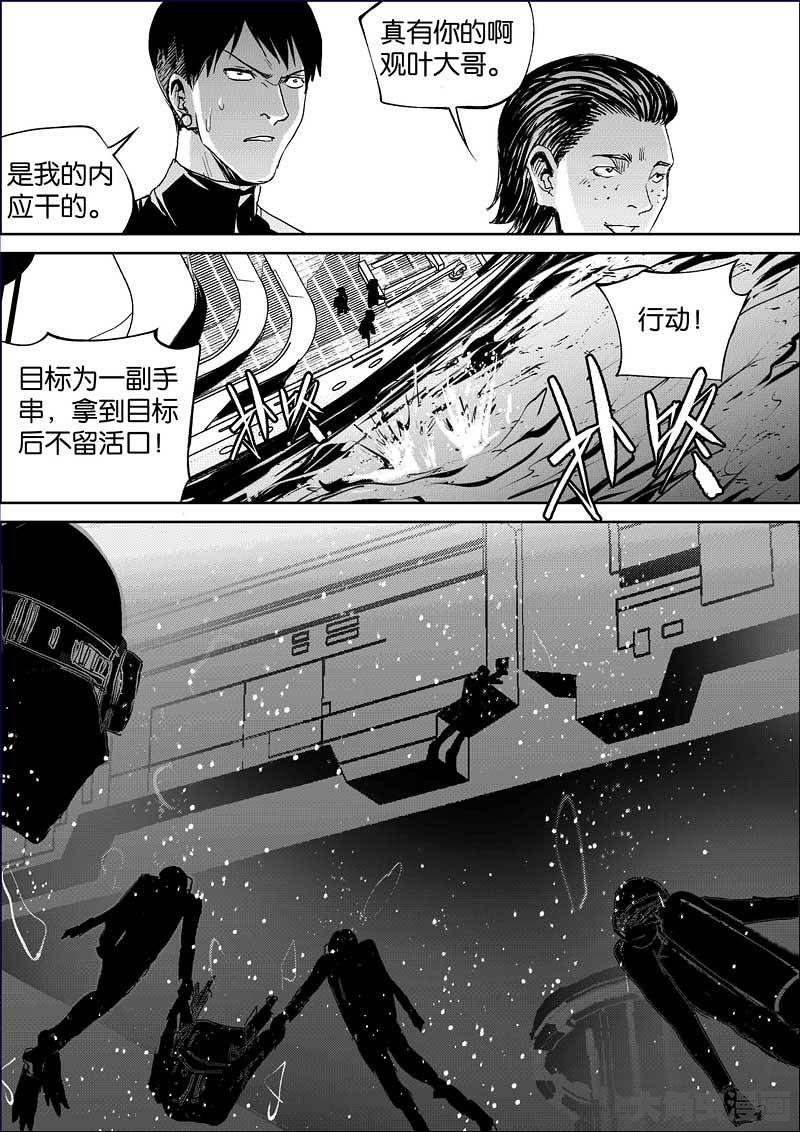 真有你的啊
观叶大哥。
是我的内
应干的。
目标为一副手
串，拿到目标
后不留活口！
行动！
扑
咚
扑
咚